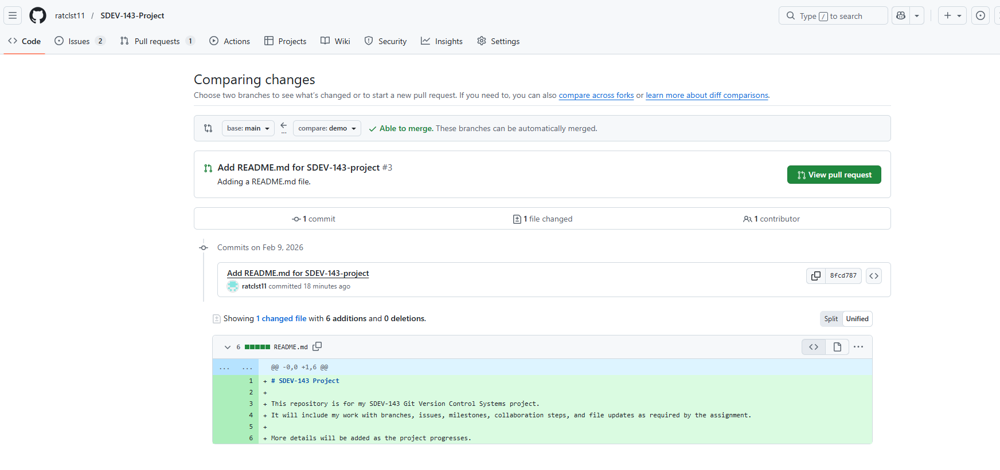 ratclst11 / SDEV-143-Project
Type / to search
Code
Issues 2
Pull requests 1
Actions
Projects
Wiki
Security
Insights
Settings
Comparing changes
Choose two branches to see what's changed or to start a new pull request. If you need to, you can also compare across forks or learn more about diff comparisons.
base: main
...
compare: demo
Able to merge. These branches can be automatically merged.
Add README.md for SDEV-143-project #3
Adding a README.md file.
View pull request
1 commit
1 file changed
1 contributor
Commits on Feb 9, 2026
Add README.md for SDEV-143-project
ratclst11 committed 18 minutes ago
8fcd787
Showing 1 changed file with 6 additions and 0 deletions.
Split
Unified
6 README.md
... ... @@ -0,0 +1,6 @@
1 + # SDEV-143 Project
2 +
3 + This repository is for my SDEV-143 Git Version Control Systems project.
4 + It will include my work with branches, issues, milestones, collaboration steps, and file updates as required by the assignment.
5 +
6 + More details will be added as the project progresses.